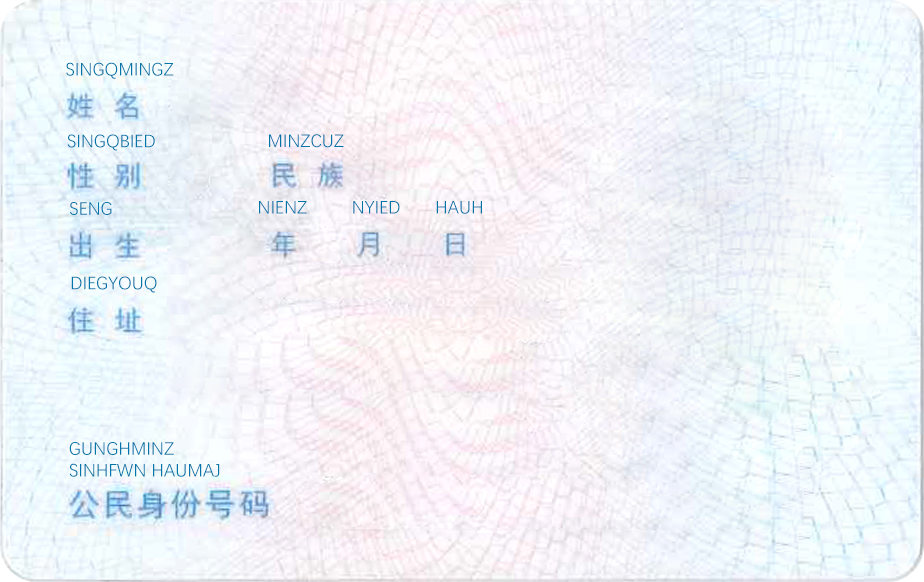 SINGQMINGZ
姓 名
SINGQBIED MINZCUZ
性 别 民 族
SENG NIENZ NYIED HAUH
出 生 年 月 日
DIEGYOUQ
住 址
GUNGHMINZ
SINHFWN HAUMAJ
公民身份号码